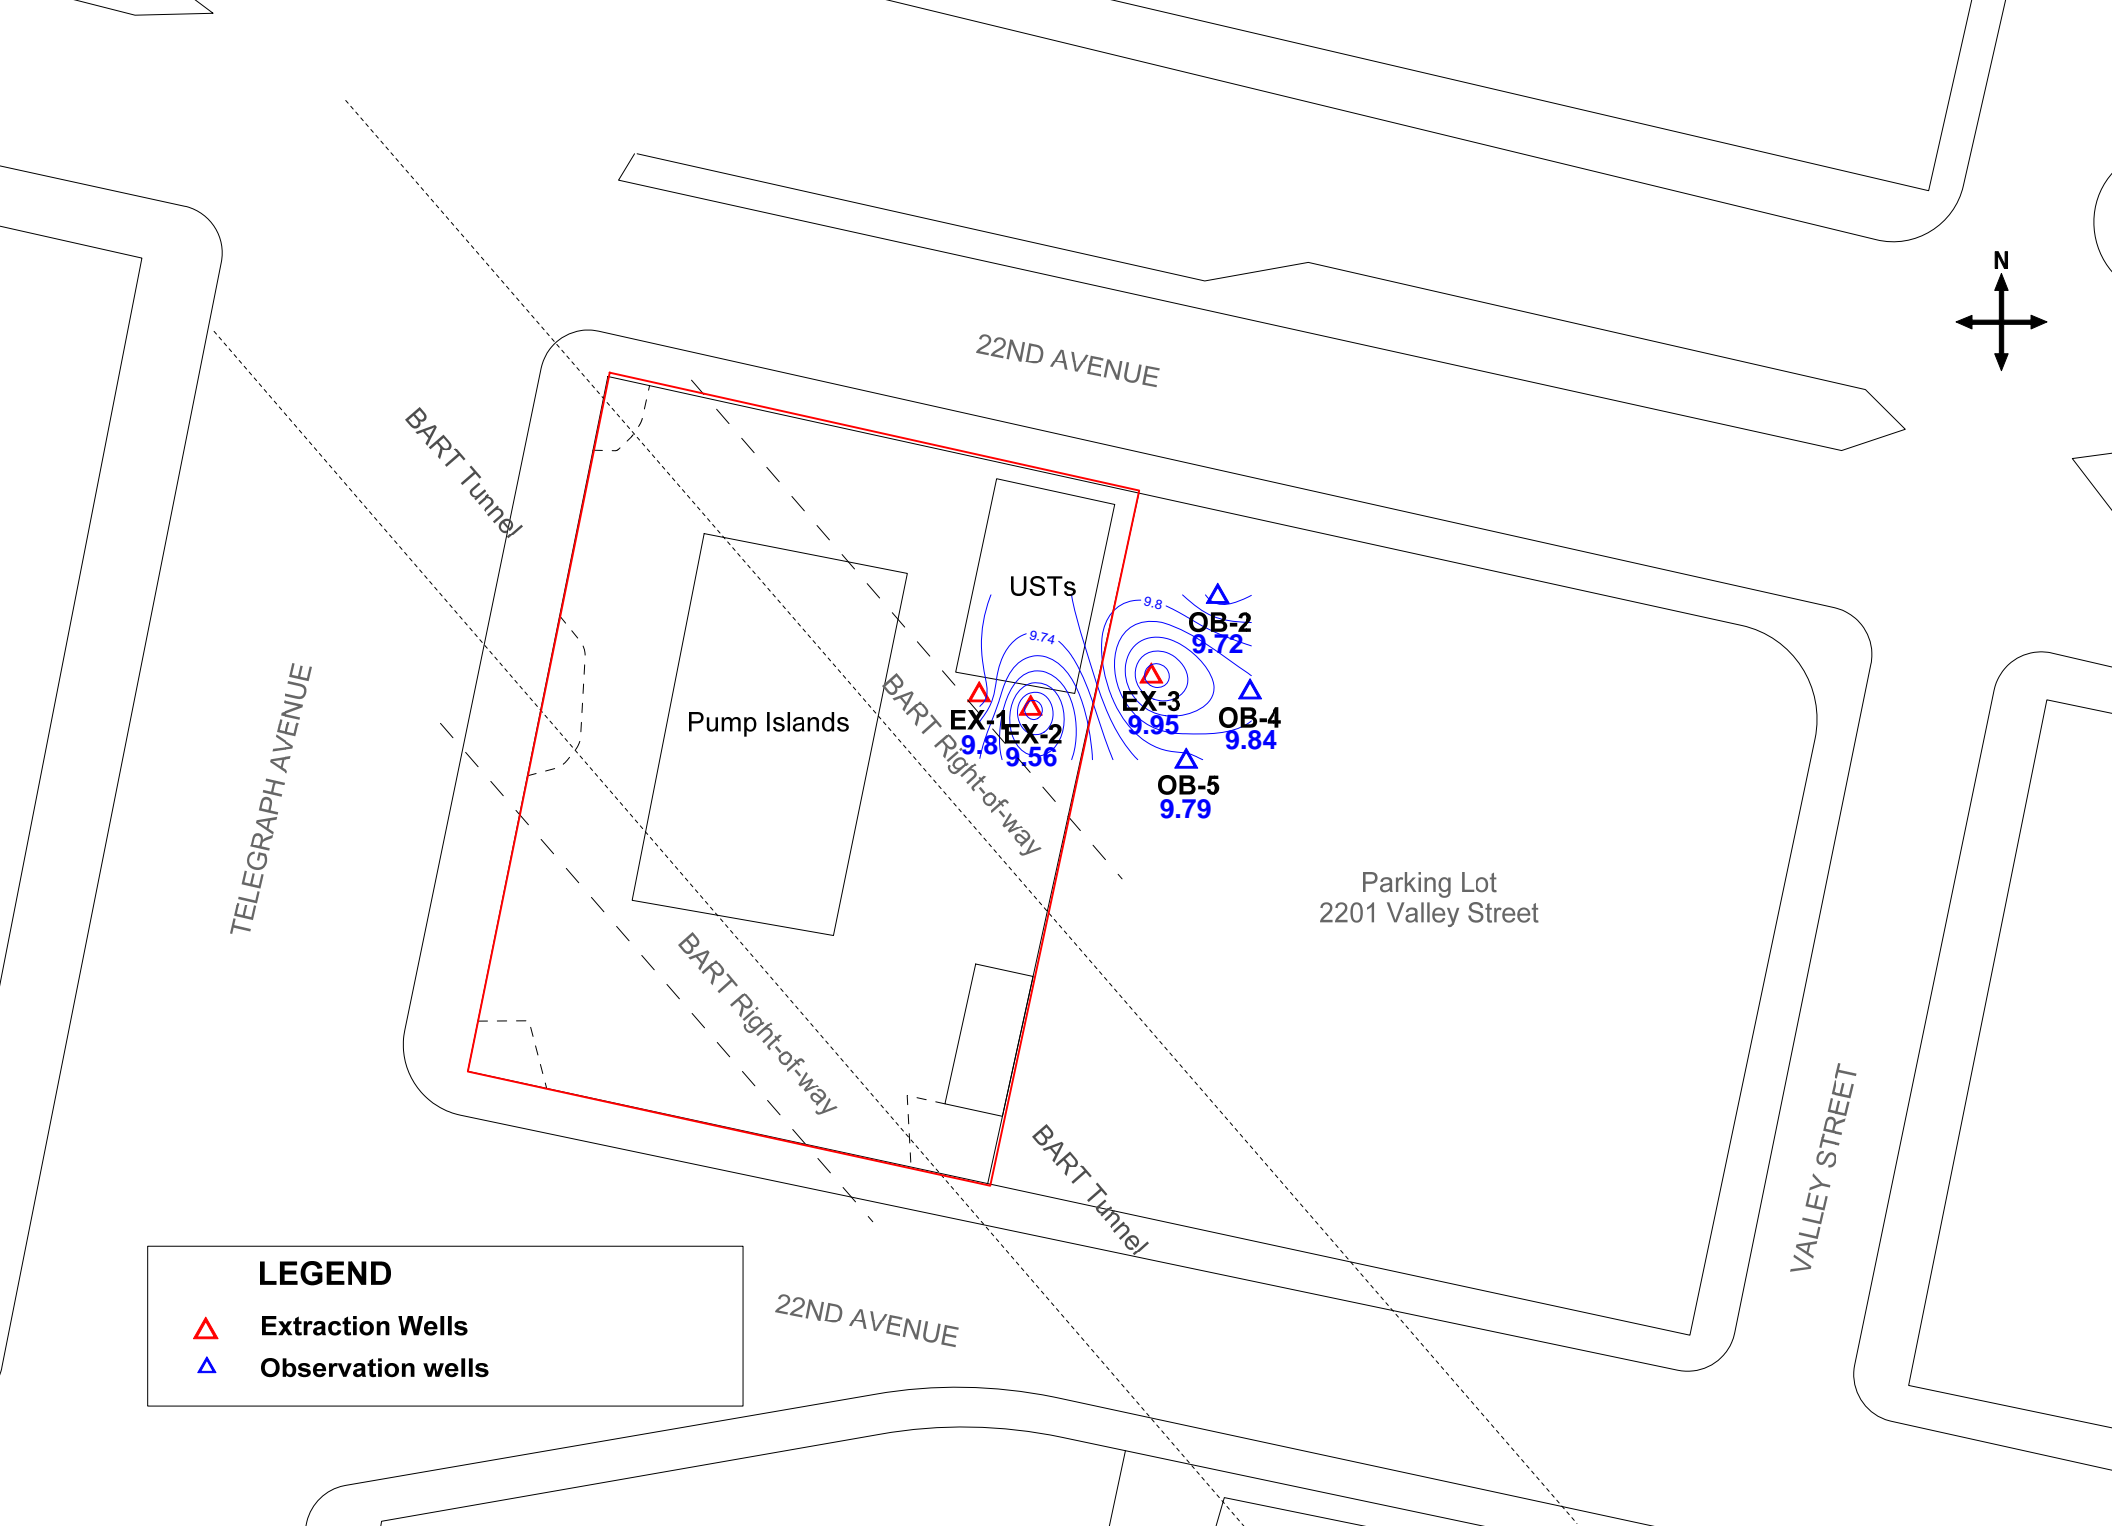 N
22ND AVENUE
BART Tunnel
USTs
9.8
OB-2
9.72
9.74
Pump Islands
BART Right-of-way
EX-1
9.8
EX-2
9.56
EX-3
9.95
OB-4
9.84
OB-5
9.79
TELEGRAPH AVENUE
Parking Lot
2201 Valley Street
BART Right-of-way
BART Tunnel
VALLEY STREET
22ND AVENUE
LEGEND
Extraction Wells
Observation wells